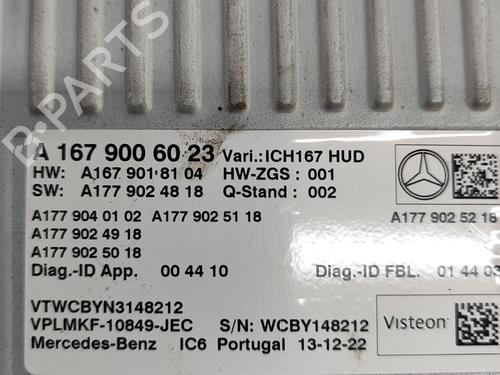 B-PARTS
A 167 900 60 23 Vari.:ICH167 HUD
HW: A167 901 81 04 HW-ZGS : 001
SW: A177 902 48 18 Q-Stand : 002
A177 904 01 02 A177 902 51 18 A177 902 52 18
A177 902 49 18
A177 902 50 18
Diag.-ID App. 00 44 10 Diag.-ID FBL. 01 44 03
VTWCBYN3148212
VPLMKF-10849-JEC S/N: WCBY148212 Visteon
Mercedes-Benz IC6 Portugal 13-12-22